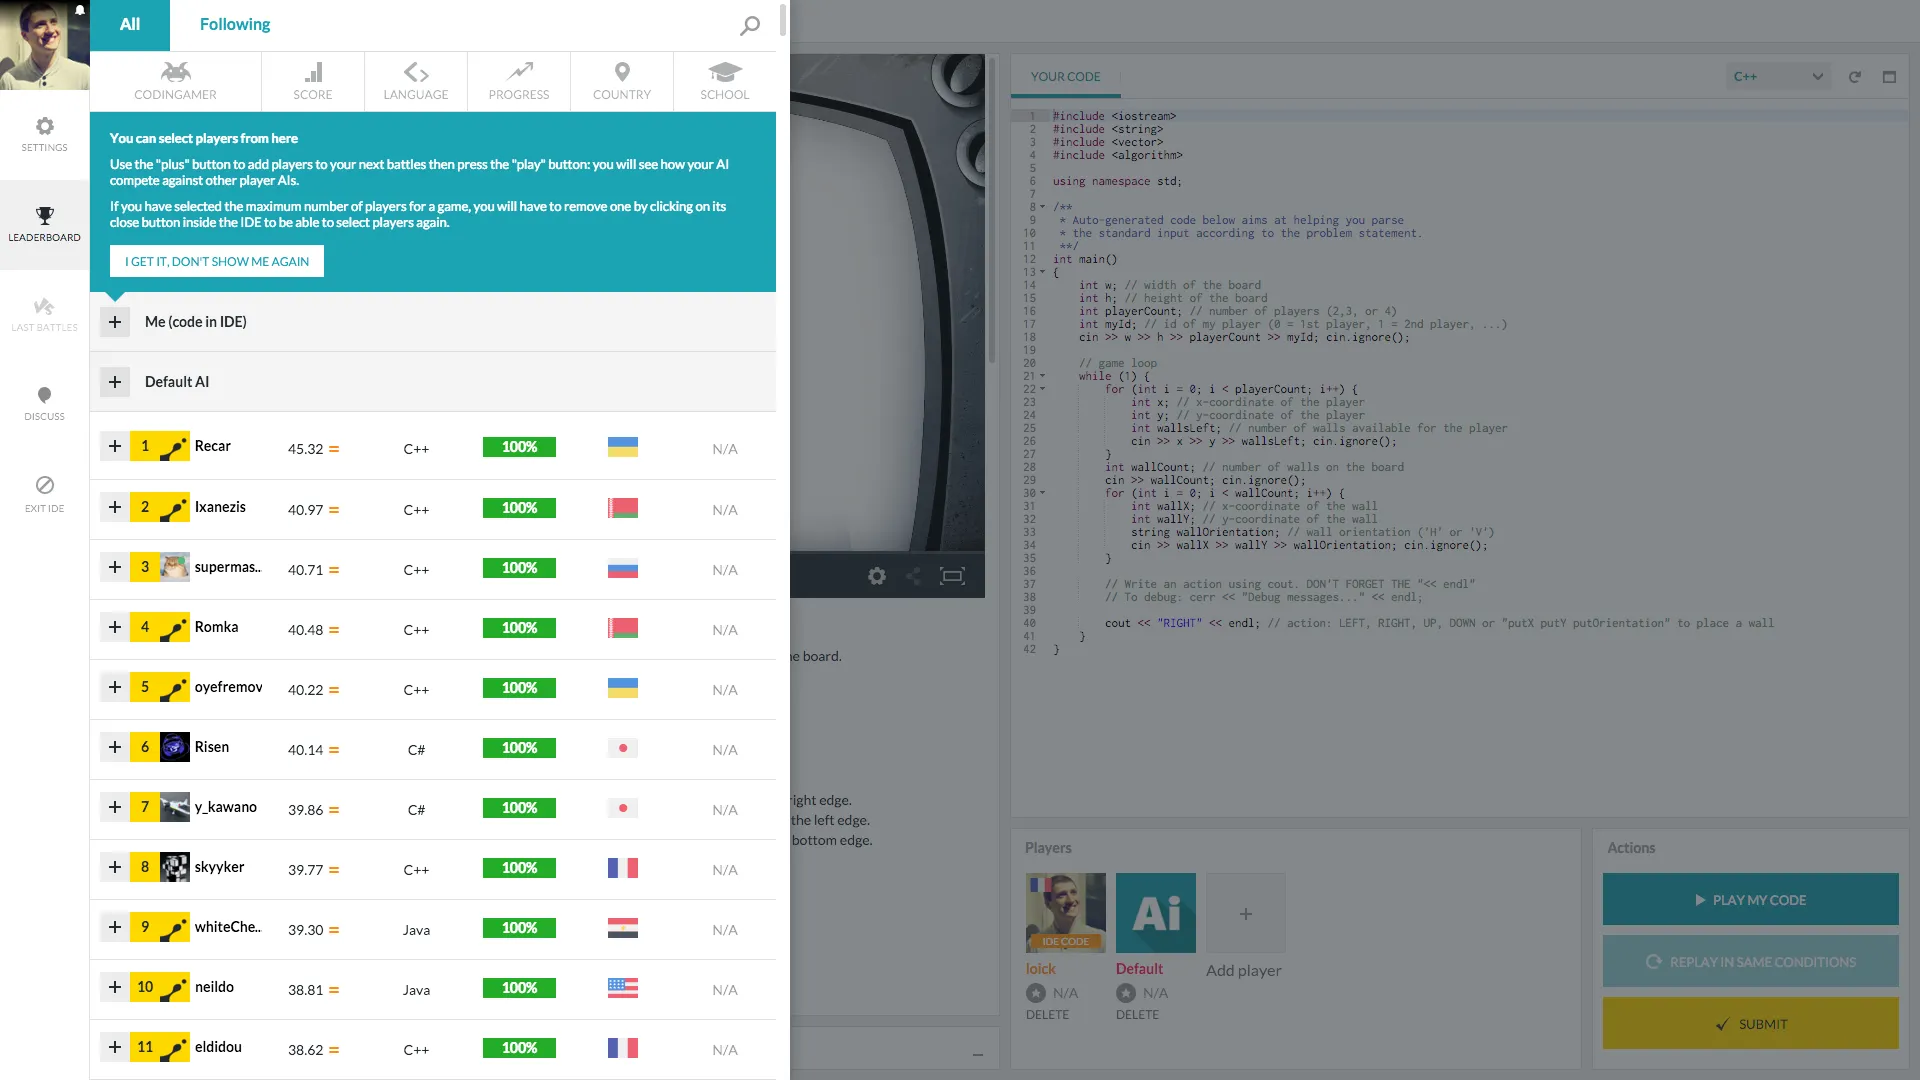 All
Following
SETTINGS
LEADERBOARD
LAST BATTLES
DISCUSS
EXIT IDE
CODINGAMER
SCORE
LANGUAGE
PROGRESS
COUNTRY
SCHOOL
You can select players from here
Use the "plus" button to add players to your next battles then press the "play" button: you will see how your AI
compete against other player AIs.
If you have selected the maximum number of players for a game, you will have to remove one by clicking on its
close button inside the IDE to be able to select players again.
I GET IT, DON'T SHOW ME AGAIN
+ Me (code in IDE)
+ Default AI
+ 1 Recar 45.32 = C++ 100% N/A
+ 2 Ixanezis 40.97 = C++ 100% N/A
+ 3 supermas.. 40.71 = C++ 100% N/A
+ 4 Romka 40.48 = C++ 100% N/A
+ 5 oyefremov 40.22 = C++ 100% N/A
+ 6 Risen 40.14 = C# 100% N/A
+ 7 y_kawano 39.86 = C# 100% N/A
+ 8 skyyker 39.77 = C++ 100% N/A
+ 9 whiteChe.. 39.30 = Java 100% N/A
+ 10 neildo 38.81 = Java 100% N/A
+ 11 eldidou 38.62 = C++ 100% N/A
he board.
right edge.
the left edge.
bottom edge.
YOUR CODE
C++
1 #include <iostream>
2 #include <string>
3 #include <vector>
4 #include <algorithm>
5
6 using namespace std;
7
8 /**
9 * Auto-generated code below aims at helping you parse
10 * the standard input according to the problem statement.
11 **/
12 int main()
13 {
14 int w; // width of the board
15 int h; // height of the board
16 int playerCount; // number of players (2,3, or 4)
17 int myId; // id of my player (0 = 1st player, 1 = 2nd player, ...)
18 cin >> w >> h >> playerCount >> myId; cin.ignore();
19
20 // game loop
21 while (1) {
22 for (int i = 0; i < playerCount; i++) {
23 int x; // x-coordinate of the player
24 int y; // y-coordinate of the player
25 int wallsLeft; // number of walls available for the player
26 cin >> x >> y >> wallsLeft; cin.ignore();
27 }
28 int wallCount; // number of walls on the board
29 cin >> wallCount; cin.ignore();
30 for (int i = 0; i < wallCount; i++) {
31 int wallX; // x-coordinate of the wall
32 int wallY; // y-coordinate of the wall
33 string wallOrientation; // wall orientation ('H' or 'V')
34 cin >> wallX >> wallY >> wallOrientation; cin.ignore();
35 }
36
37 // Write an action using cout. DON'T FORGET THE "<< endl"
38 // To debug: cerr << "Debug messages..." << endl;
39
40 cout << "RIGHT" << endl; // action: LEFT, RIGHT, UP, DOWN or "putX putY putOrientation" to place a wall
41 }
42 }
Players
IDE CODE
loick
N/A
DELETE
Ai
Default
N/A
DELETE
+
Add player
Actions
PLAY MY CODE
REPLAY IN SAME CONDITIONS
SUBMIT